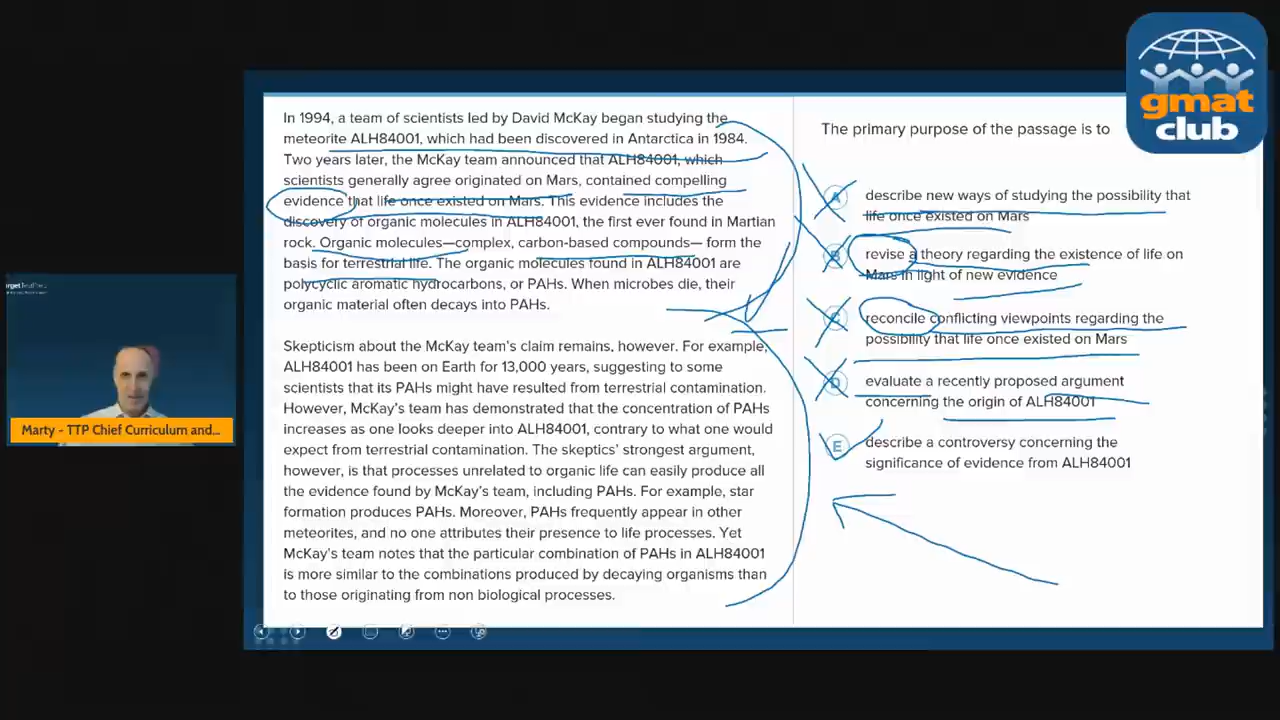 gmat
club
In 1994, a team of scientists led by David McKay began studying the
meteorite ALH84001, which had been discovered in Antarctica in 1984.
Two years later, the McKay team announced that ALH84001, which
scientists generally agree originated on Mars, contained compelling
evidence that life once existed on Mars. This evidence includes the
discovery of organic molecules in ALH84001, the first ever found in Martian
rock. Organic molecules—complex, carbon-based compounds— form the
basis for terrestrial life. The organic molecules found in ALH84001 are
polycyclic aromatic hydrocarbons, or PAHs. When microbes die, their
organic material often decays into PAHs.
Skepticism about the McKay team's claim remains, however. For example,
ALH84001 has been on Earth for 13,000 years, suggesting to some
scientists that its PAHs might have resulted from terrestrial contamination.
However, McKay's team has demonstrated that the concentration of PAHs
increases as one looks deeper into ALH84001, contrary to what one would
expect from terrestrial contamination. The skeptics' strongest argument,
however, is that processes unrelated to organic life can easily produce all
the evidence found by McKay's team, including PAHs. For example, star
formation produces PAHs. Moreover, PAHs frequently appear in other
meteorites, and no one attributes their presence to life processes. Yet
McKay's team notes that the particular combination of PAHs in ALH84001
is more similar to the combinations produced by decaying organisms than
to those originating from non biological processes.
The primary purpose of the passage is to
A describe new ways of studying the possibility that
life once existed on Mars
B revise a theory regarding the existence of life on
Mars in light of new evidence
C reconcile conflicting viewpoints regarding the
possibility that life once existed on Mars
D evaluate a recently proposed argument
concerning the origin of ALH84001
E describe a controversy concerning the
significance of evidence from ALH84001
Marty - TTP Chief Curriculum and...